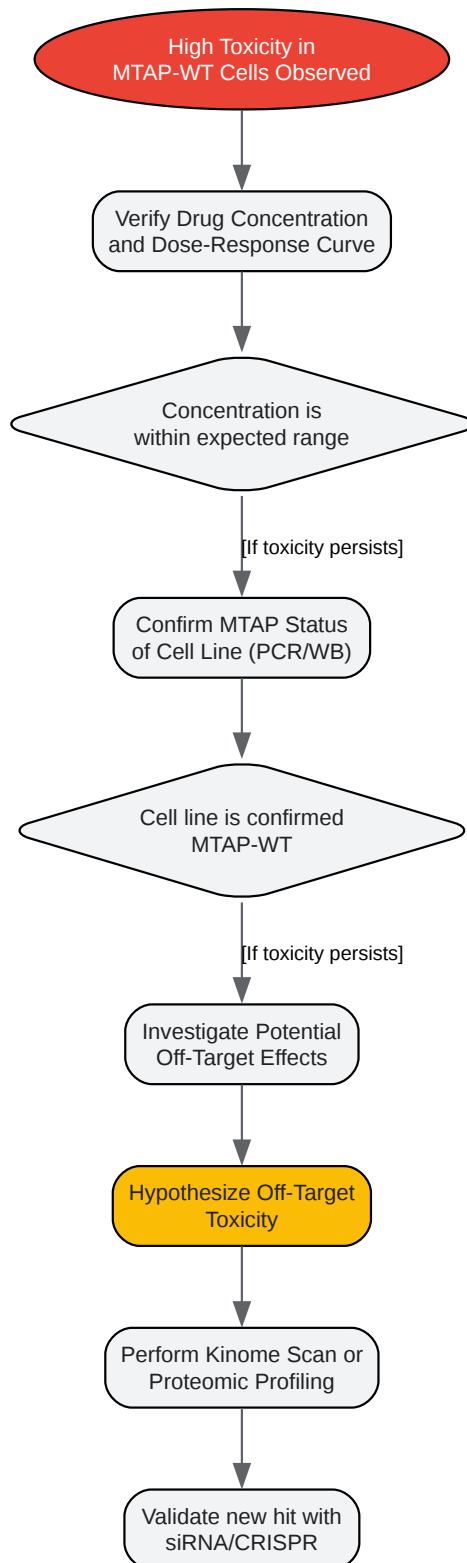 High Toxicity in
MTAP-WT Cells Observed
Verify Drug Concentration
and Dose-Response Curve
Concentration is
within expected range
[If toxicity persists]
Confirm MTAP Status
of Cell Line (PCR/WB)
Cell line is confirmed
MTAP-WT
[If toxicity persists]
Investigate Potential
Off-Target Effects
Hypothesize Off-Target
Toxicity
Perform Kinome Scan or
Proteomic Profiling
Validate new hit with
siRNA/CRISPR